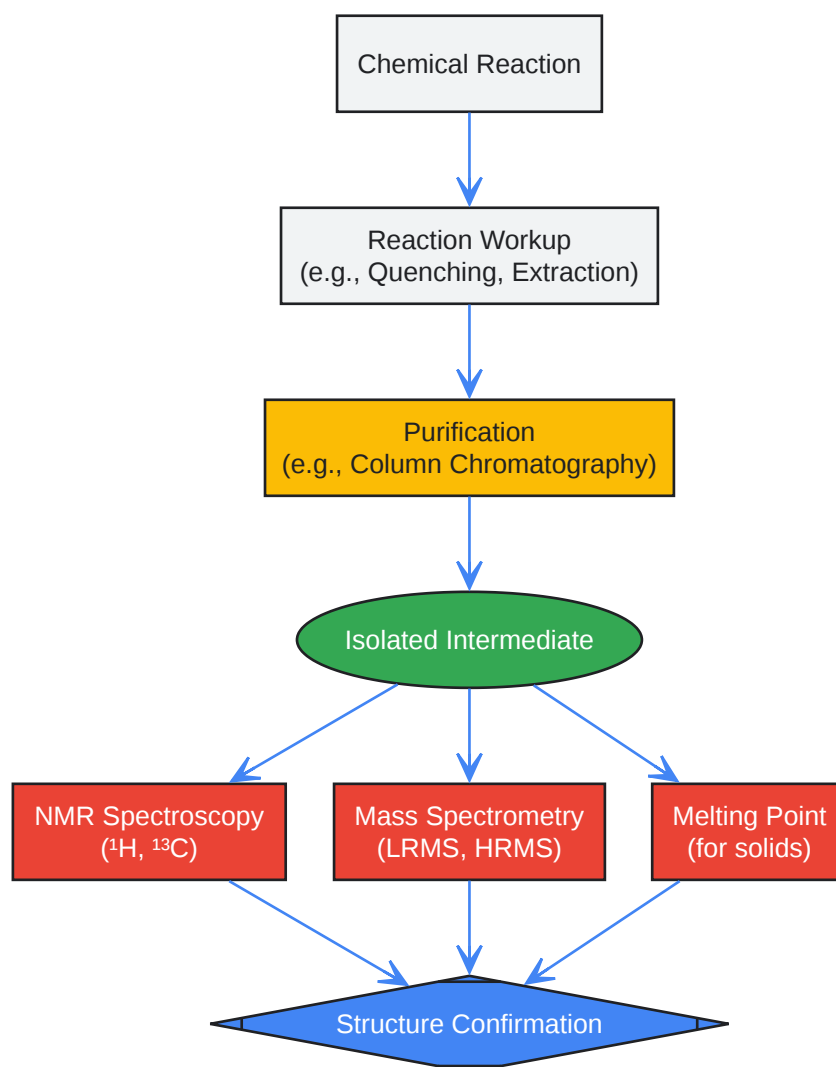 Chemical Reaction
Reaction Workup
(e.g., Quenching, Extraction)
Purification
(e.g., Column Chromatography)
Isolated Intermediate
NMR Spectroscopy
(¹H, ¹³C)
Mass Spectrometry
(LRMS, HRMS)
Melting Point
(for solids)
Structure Confirmation